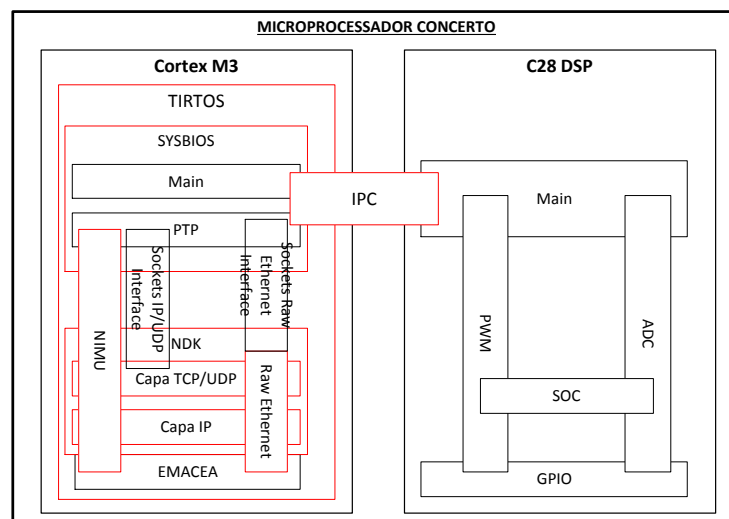 MICROPROCESSADOR CONCERTO
Cortex M3
C28 DSP
TIRTOS
SYSBIOS
Main
IPC
Main
PTP
Sockets IP/UDP
Interface
Sockets Raw
Ethernet
Interface
NIMU
NDK
Capa TCP/UDP
Raw Ethernet
Capa IP
EMACEA
PWM
ADC
SOC
GPIO